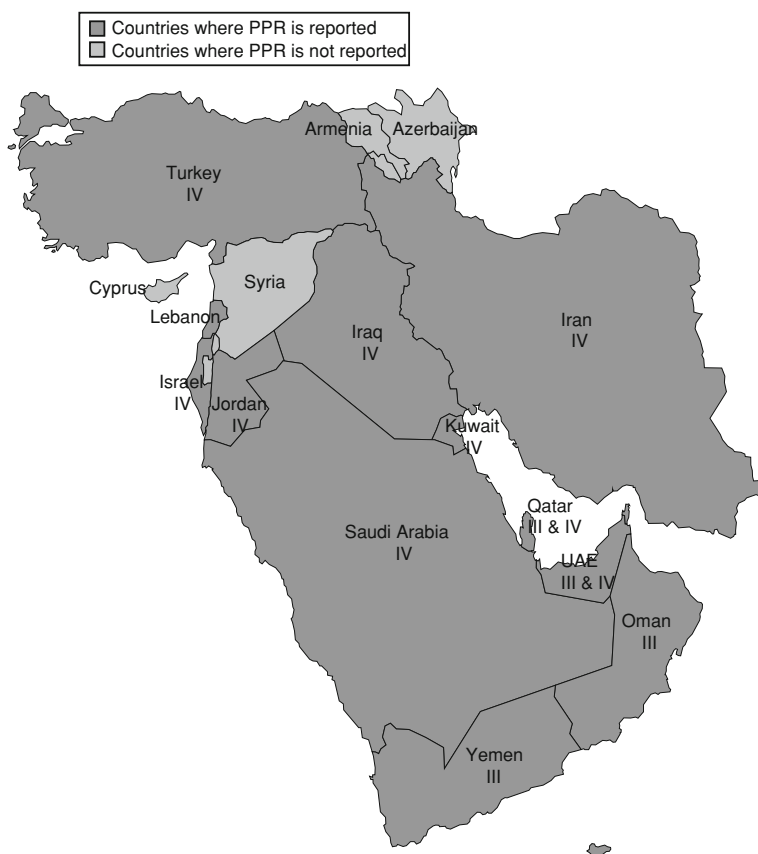 Countries where PPR is reported
Countries where PPR is not reported
Armenia
Azerbaijan
Turkey
IV
Cyprus
Syria
Lebanon
Iraq
IV
Iran
IV
Israel
IV
Jordan
IV
Kuwait
IV
Qatar
III & IV
Saudi Arabia
IV
UAE
III & IV
Oman
III
Yemen
III